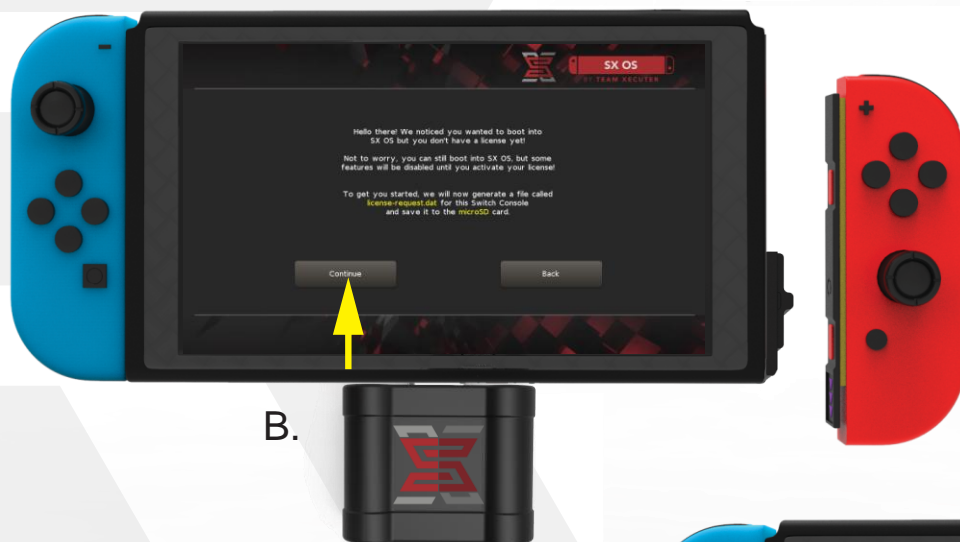 SX OS
BY TEAM XECUTER
Hello there! We noticed you wanted to boot into
SX OS but you don't have a license yet!
Not to worry, you can still boot into SX OS, but some
features will be disabled until you activate your license!
To get you started, we will now generate a file called
license-request.dat for this Switch Console
and save it to the microSD card.
Continue
Back
B.